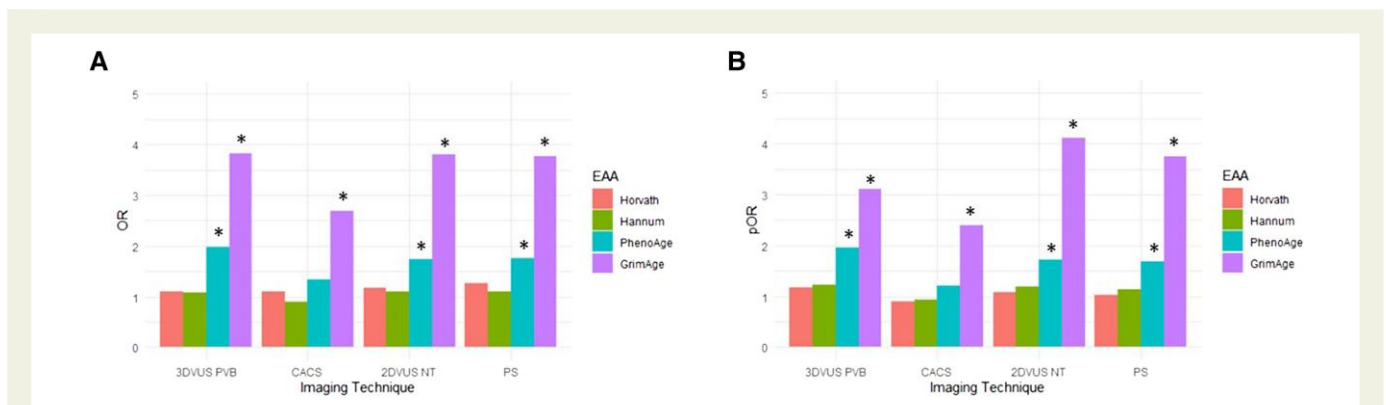 A
OR
5
4
3
2
1
0
* * * * * * *
3DVUS PVB CACS 2DVUS NT PS
Imaging Technique
EAA
Horvath
Hannum
PhenoAge
GrimAge
B
pOR
5
4
3
2
1
0
* * * * * * *
3DVUS PVB CACS 2DVUS NT PS
Imaging Technique
EAA
Horvath
Hannum
PhenoAge
GrimAge